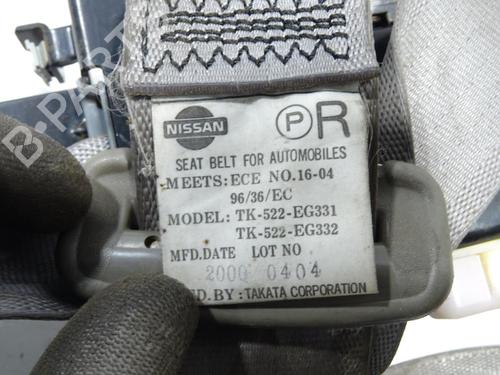 NISSAN
P R
SEAT BELT FOR AUTOMOBILES
MEETS: ECE NO.16-04
96/36/EC
MODEL: TK-522-EG331
TK-522-EG332
MFD.DATE LOT NO
2000 0404
BY: TAKATA CORPORATION
B-PARTS